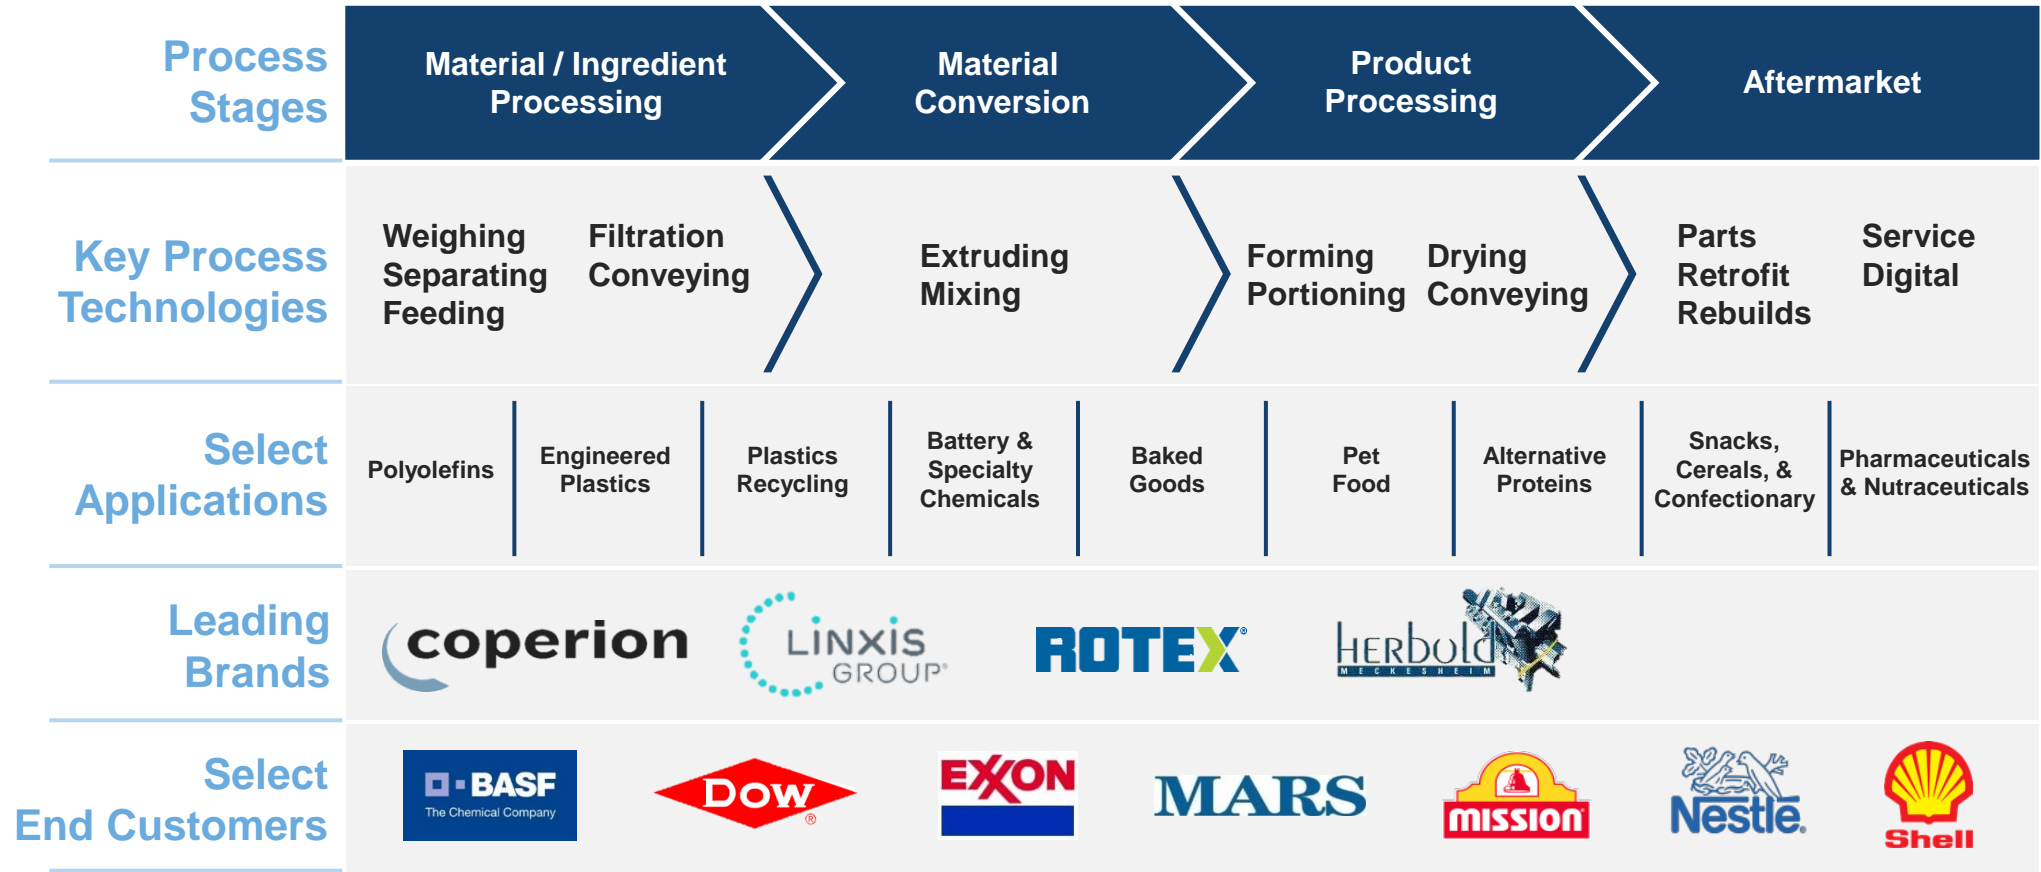 Process
Stages
Material / Ingredient
Processing
Material
Conversion
Product
Processing
Aftermarket
Key Process
Technologies
Weighing
Separating
Feeding
Filtration
Conveying
Extruding
Mixing
Forming
Portioning
Drying
Conveying
Parts
Retrofit
Rebuilds
Service
Digital
Select
Applications
Polyolefins
Engineered
Plastics
Plastics
Recycling
Battery &
Specialty
Chemicals
Baked
Goods
Pet
Food
Alternative
Proteins
Snacks,
Cereals, &
Confectionary
Pharmaceuticals
& Nutraceuticals
Leading
Brands
coperion
LINXIS
GROUP®
ROTEX®
HERbold
MECKESHEIM
Select
End Customers
BASF
The Chemical Company
DOW®
EXXON
MARS
MISSION
Nestlé®
Shell